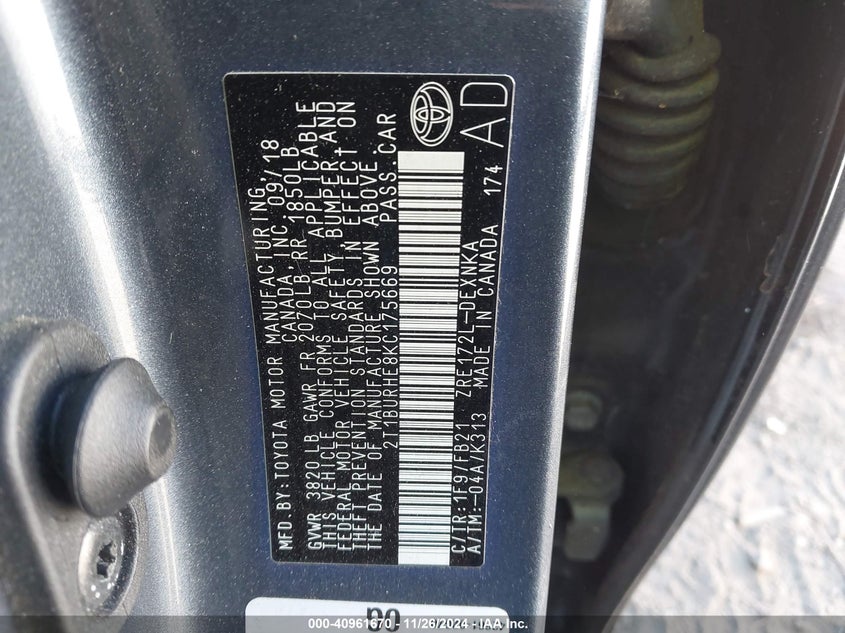 MFD. BY: TOYOTA MOTOR MANUFACTURING,
CANADA, INC. 09/18
GVWR 3820LB GAWR FR 2070LB, RR 1850LB
THIS VEHICLE CONFORMS TO ALL APPLICABLE
FEDERAL MOTOR VEHICLE SAFETY, BUMPER, AND
THEFT PREVENTION STANDARDS IN EFFECT ON
THE DATE OF MANUFACTURE SHOWN ABOVE.
2T1BURHE8KC175669 PASS. CAR
C/TR: 1F9/FB21 ZRE172L-DEXNKA
A/TM: -04A/K313 MADE IN CANADA 174
AD
000-40961670 - 11/26/2024 - IAA Inc.